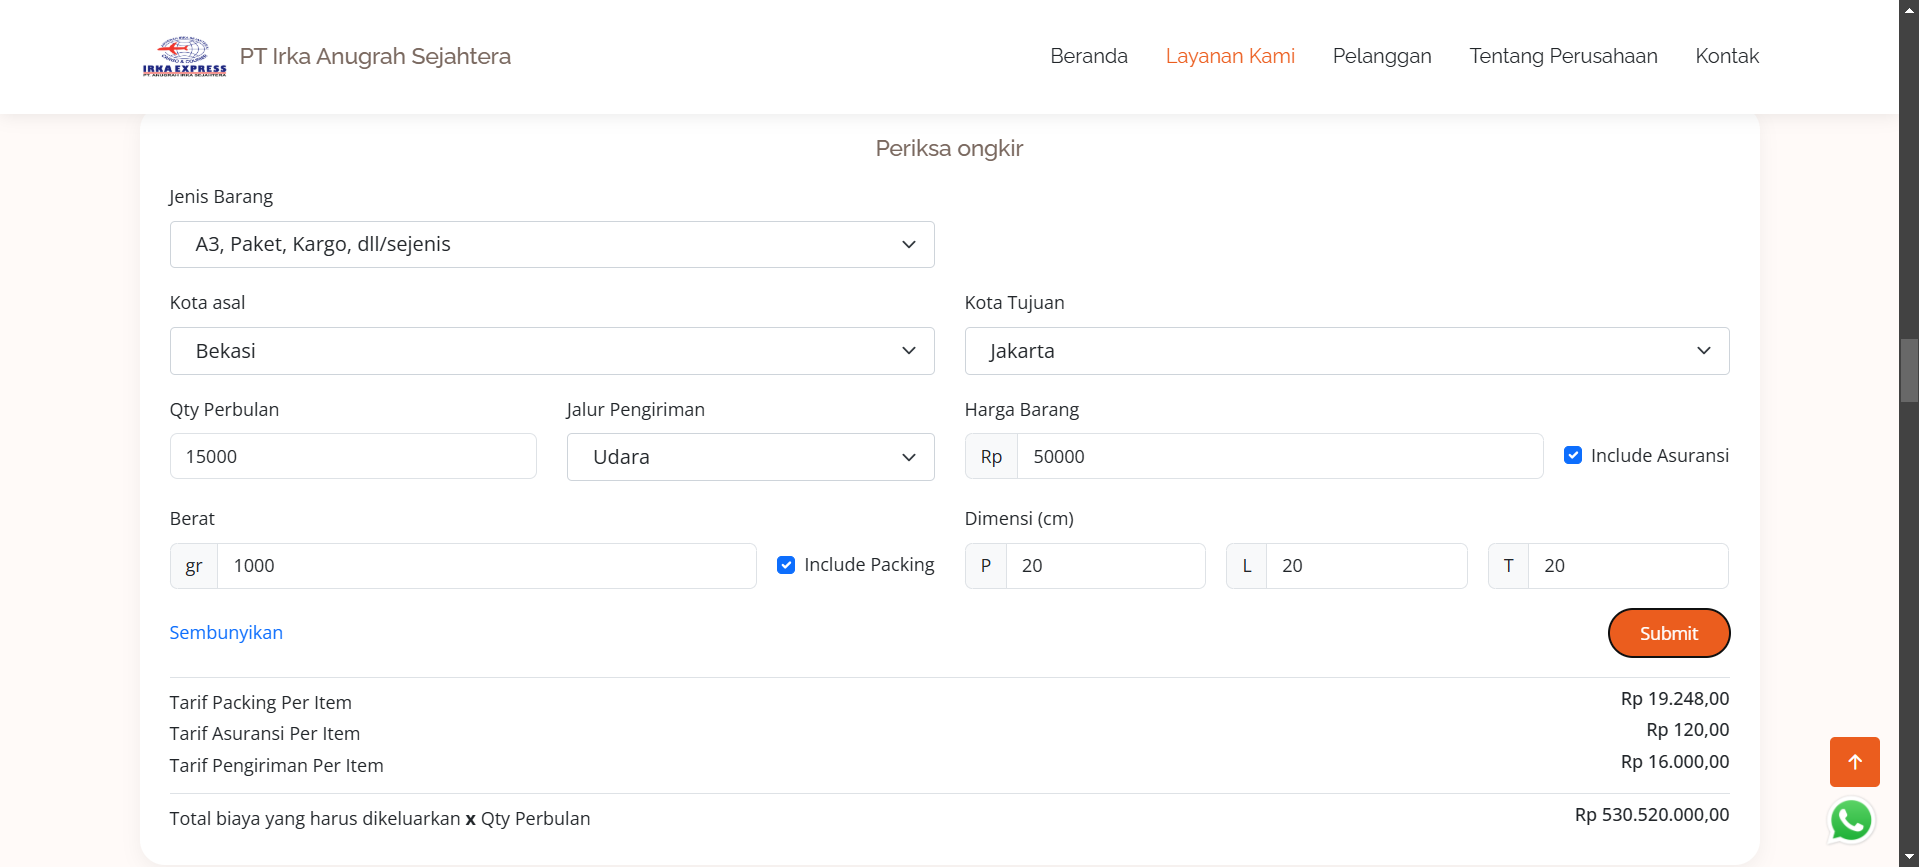 IRKA EXPRESS
PT Irka Anugrah Sejahtera
Beranda
Layanan Kami
Pelanggan
Tentang Perusahaan
Kontak
Periksa ongkir
Jenis Barang
A3, Paket, Kargo, dll/sejenis
Kota asal
Kota Tujuan
Bekasi
Jakarta
Qty Perbulan
Jalur Pengiriman
Harga Barang
15000
Udara
Rp 50000
Include Asuransi
Berat
Dimensi (cm)
gr 1000
Include Packing
P 20
L 20
T 20
Sembunyikan
Submit
Tarif Packing Per Item Rp 19.248,00
Tarif Asuransi Per Item Rp 120,00
Tarif Pengiriman Per Item Rp 16.000,00
Total biaya yang harus dikeluarkan x Qty Perbulan Rp 530.520.000,00